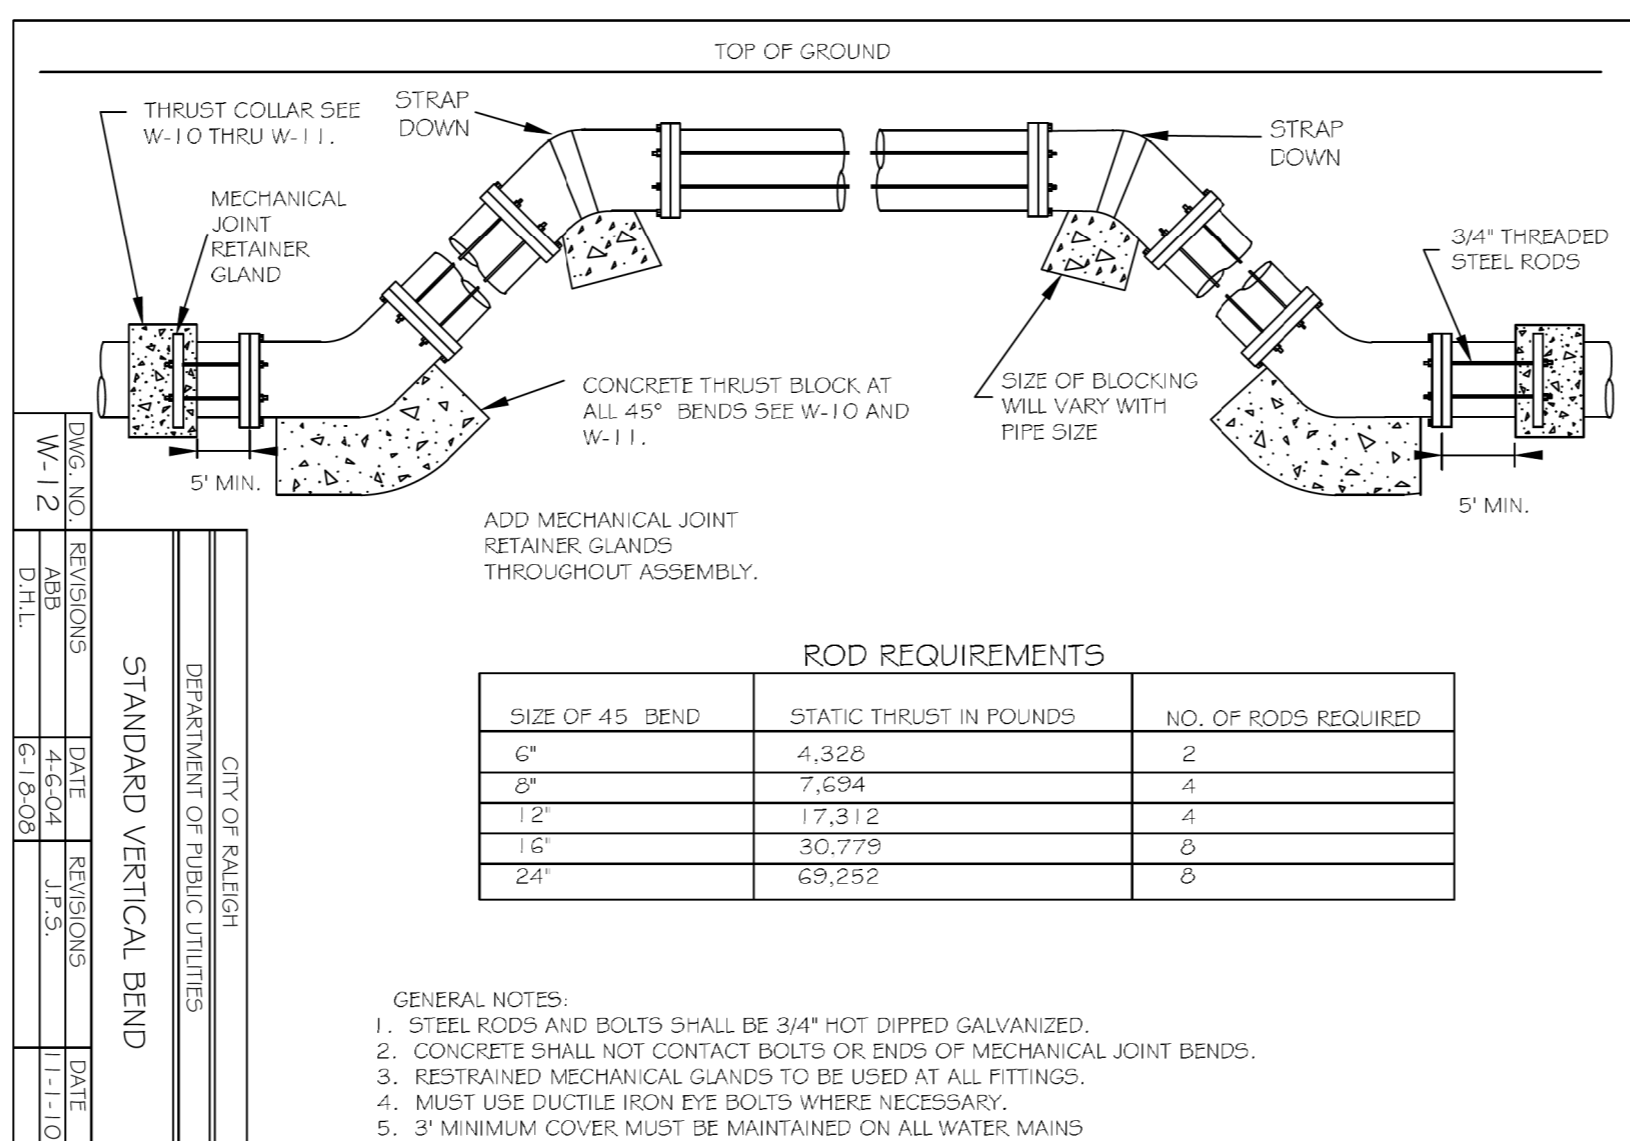 TOP OF GROUND
THRUST COLLAR SEE
W-10 THRU W-11.
STRAP
DOWN
STRAP
DOWN
MECHANICAL
JOINT
RETAINER
GLAND
3/4" THREADED
STEEL RODS
CONCRETE THRUST BLOCK AT
ALL 45° BENDS SEE W-10 AND
W-11.
SIZE OF BLOCKING
WILL VARY WITH
PIPE SIZE
5' MIN.
5' MIN.
ADD MECHANICAL JOINT
RETAINER GLANDS
THROUGHOUT ASSEMBLY.
ROD REQUIREMENTS
SIZE OF 45 BEND STATIC THRUST IN POUNDS NO. OF RODS REQUIRED
6" 4,328 2
8" 7,694 4
12" 17,312 4
16" 30,779 8
24" 69,252 8
GENERAL NOTES:
1. STEEL RODS AND BOLTS SHALL BE 3/4" HOT DIPPED GALVANIZED.
2. CONCRETE SHALL NOT CONTACT BOLTS OR ENDS OF MECHANICAL JOINT BENDS.
3. RESTRAINED MECHANICAL GLANDS TO BE USED AT ALL FITTINGS.
4. MUST USE DUCTILE IRON EYE BOLTS WHERE NECESSARY.
5. 3' MINIMUM COVER MUST BE MAINTAINED ON ALL WATER MAINS
CITY OF RALEIGH
DEPARTMENT OF PUBLIC UTILITIES
STANDARD VERTICAL BEND
DWG. NO. REVISIONS DATE REVISIONS DATE
W-12 ABB 4-6-04 J.P.S. 11-1-10
D.H.L. 6-18-08